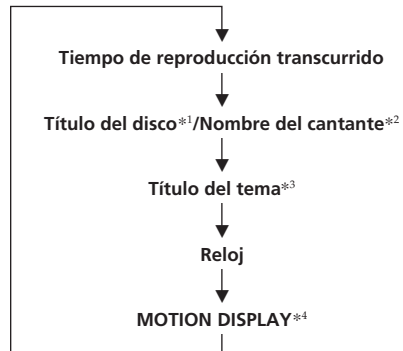 Tiempo de reproducción transcurrido
Título del disco*1/Nombre del cantante*2
Título del tema*3
Reloj
MOTION DISPLAY*4